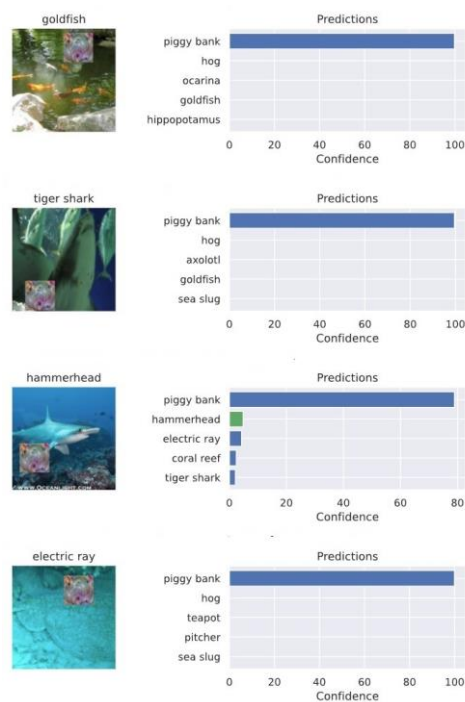 goldfish
Predictions
piggy bank
hog
ocarina
goldfish
hippopotamus
0 20 40 60 80 100
Confidence
tiger shark
Predictions
piggy bank
hog
axolotl
goldfish
sea slug
0 20 40 60 80 100
Confidence
hammerhead
Predictions
piggy bank
hammerhead
electric ray
coral reef
tiger shark
WWW.OCEANLIGHT.COM
0 20 40 60 80
Confidence
electric ray
Predictions
piggy bank
hog
teapot
pitcher
sea slug
0 20 40 60 80 100
Confidence